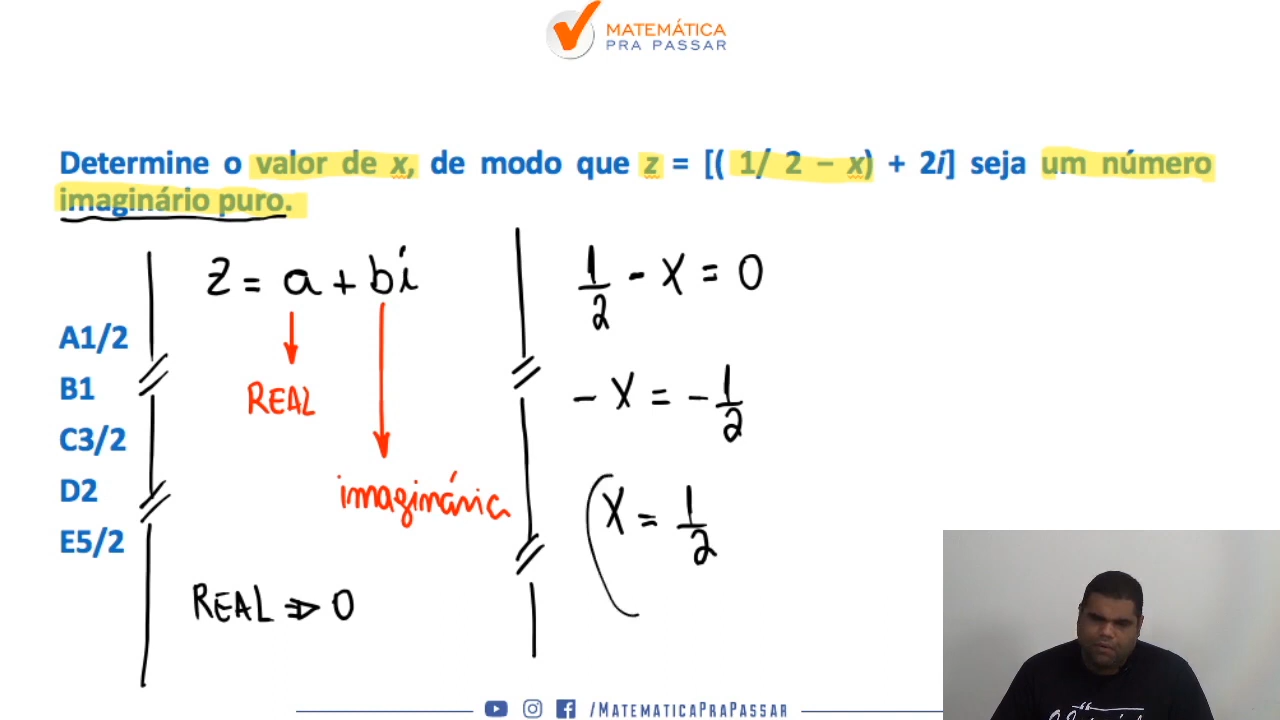 MATEMÁTICA
PRA PASSAR
Determine o valor de x, de modo que z = [( 1/ 2 – x) + 2i] seja um número
imaginário puro.
A1/2
B1
C3/2
D2
E5/2
z = a + bi
REAL
imaginária
REAL ⇒ 0
1/2 - x = 0
- x = - 1/2
x = 1/2
/MATEMATICAPRAPASSAR